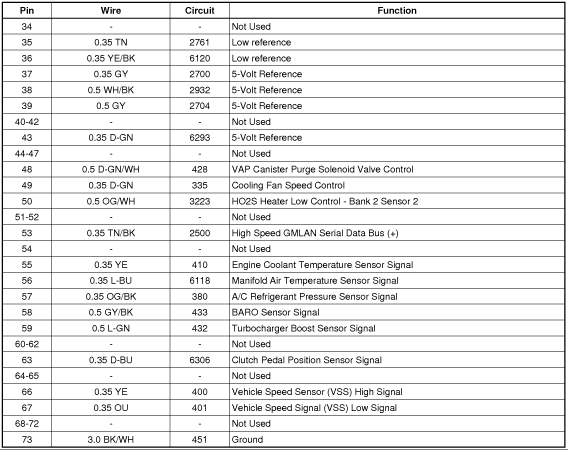 Pin Wire Circuit Function
34 - - Not Used
35 0.35 TN 2761 Low reference
36 0.35 YE/BK 6120 Low reference
37 0.35 GY 2700 5-Volt Reference
38 0.5 WH/BK 2932 5-Volt Reference
39 0.5 GY 2704 5-Volt Reference
40-42 - - Not Used
43 0.35 D-GN 6293 5-Volt Reference
44-47 - - Not Used
48 0.5 D-GN/WH 428 VAP Canister Purge Solenoid Valve Control
49 0.35 D-GN 335 Cooling Fan Speed Control
50 0.5 OG/WH 3223 HO2S Heater Low Control - Bank 2 Sensor 2
51-52 - - Not Used
53 0.35 TN/BK 2500 High Speed GMLAN Serial Data Bus (+)
54 - - Not Used
55 0.35 YE 410 Engine Coolant Temperature Sensor Signal
56 0.35 L-BU 6118 Manifold Air Temperature Sensor Signal
57 0.35 OG/BK 380 A/C Refrigerant Pressure Sensor Signal
58 0.5 GY/BK 433 BARO Sensor Signal
59 0.5 L-GN 432 Turbocharger Boost Sensor Signal
60-62 - - Not Used
63 0.35 D-BU 6306 Clutch Pedal Position Sensor Signal
64-65 - - Not Used
66 0.35 YE 400 Vehicle Speed Sensor (VSS) High Signal
67 0.35 OU 401 Vehicle Speed Signal (VSS) Low Signal
68-72 - - Not Used
73 3.0 BK/WH 451 Ground